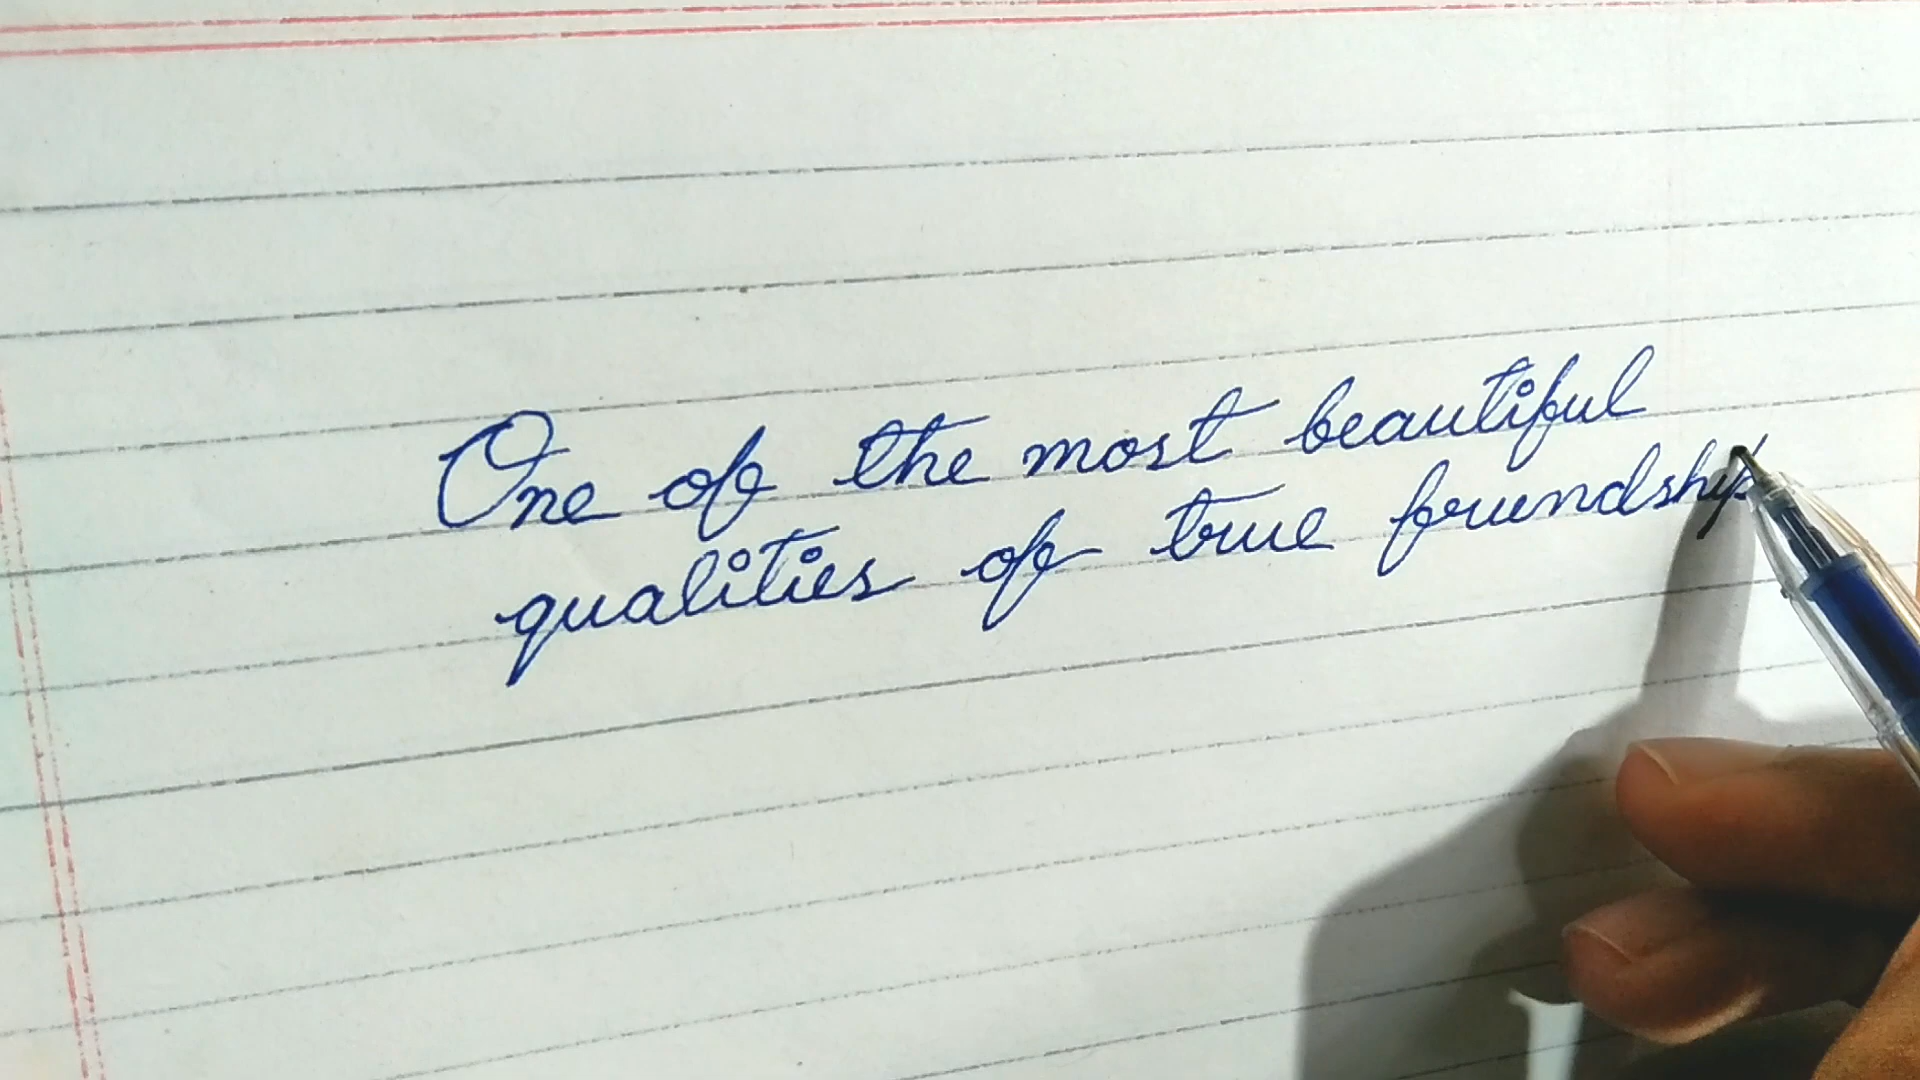 One of the most beautiful
qualities of true friendship